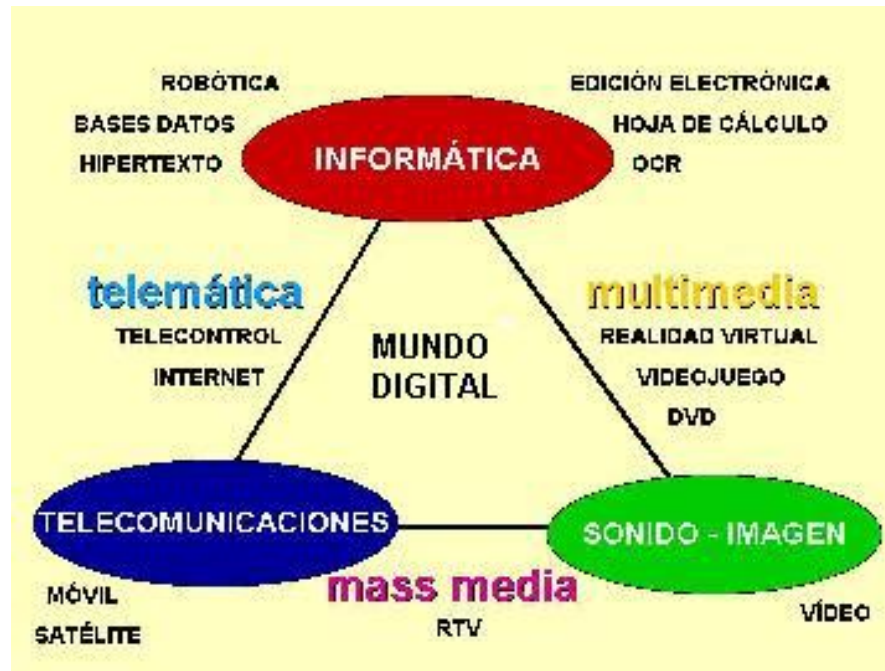 ROBÓTICA
BASES DATOS
HIPERTEXTO
INFORMÁTICA
EDICIÓN ELECTRÓNICA
HOJA DE CÁLCULO
OCR
telemática
TELECONTROL
INTERNET
MUNDO
DIGITAL
multimedia
REALIDAD VIRTUAL
VIDEOJUEGO
DVD
TELECOMUNICACIONES
SONIDO - IMAGEN
MÓVIL
SATÉLITE
mass media
RTV
VÍDEO